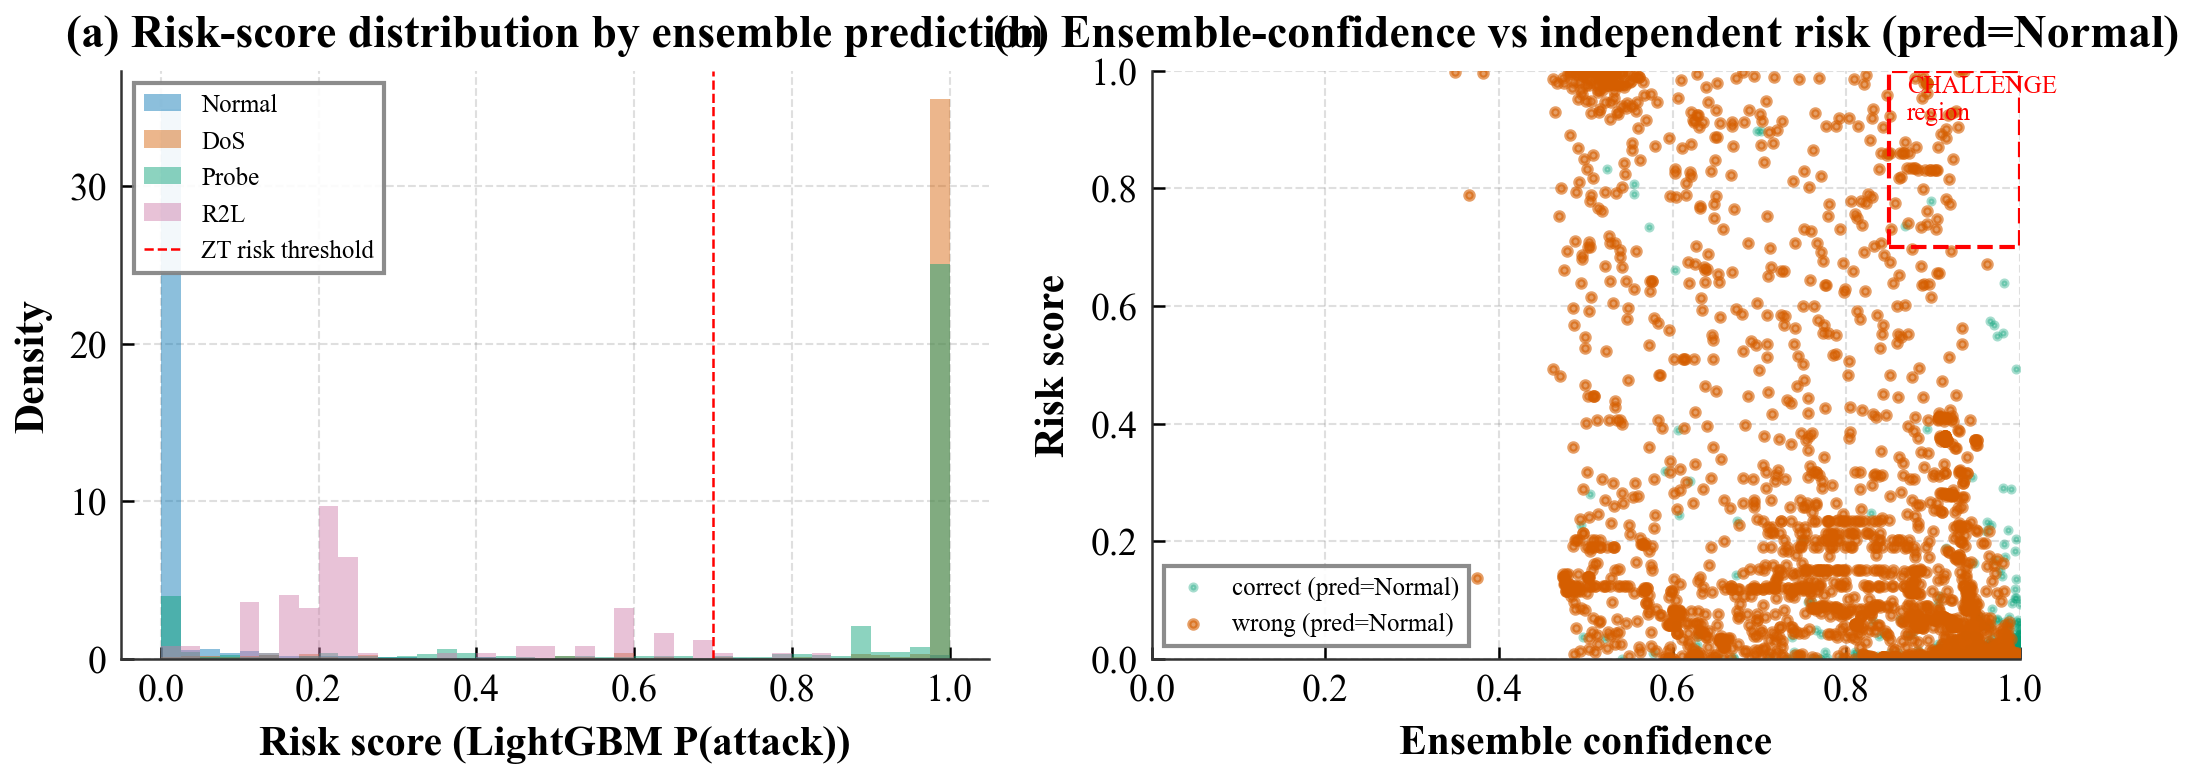 (a) Risk-score distribution by ensemble prediction
Density
30
20
10
0
Normal
DoS
Probe
R2L
ZT risk threshold
0.0 0.2 0.4 0.6 0.8 1.0
Risk score (LightGBM P(attack))
(b) Ensemble-confidence vs independent risk (pred=Normal)
Risk score
1.0
0.8
0.6
0.4
0.2
0.0
CHALLENGE
region
correct (pred=Normal)
wrong (pred=Normal)
0.0 0.2 0.4 0.6 0.8 1.0
Ensemble confidence